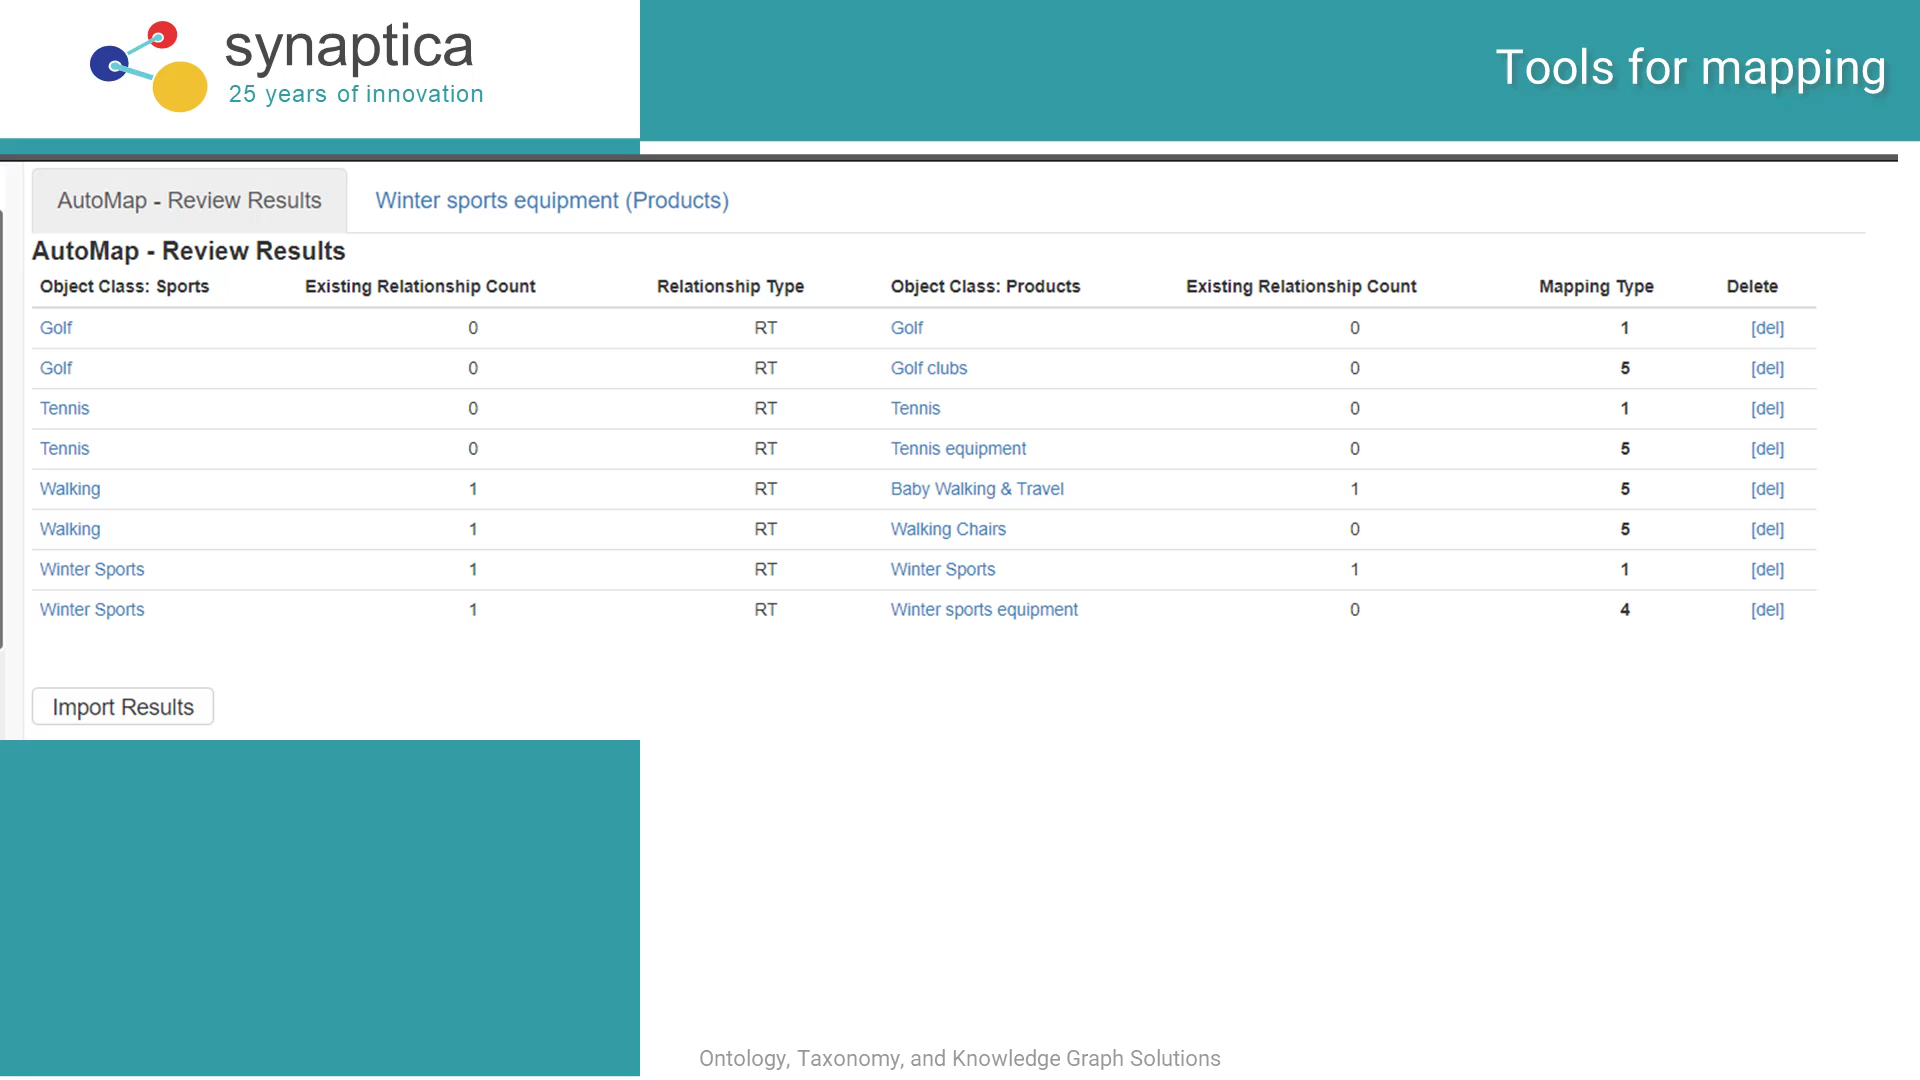 synaptica
25 years of innovation
Tools for mapping
AutoMap - Review Results
Winter sports equipment (Products)
AutoMap - Review Results
Object Class: Sports Existing Relationship Count Relationship Type Object Class: Products Existing Relationship Count Mapping Type Delete
Golf 0 RT Golf 0 1 [del]
Golf 0 RT Golf clubs 0 5 [del]
Tennis 0 RT Tennis 0 1 [del]
Tennis 0 RT Tennis equipment 0 5 [del]
Walking 1 RT Baby Walking & Travel 1 5 [del]
Walking 1 RT Walking Chairs 0 5 [del]
Winter Sports 1 RT Winter Sports 1 1 [del]
Winter Sports 1 RT Winter sports equipment 0 4 [del]
Import Results
Ontology, Taxonomy, and Knowledge Graph Solutions